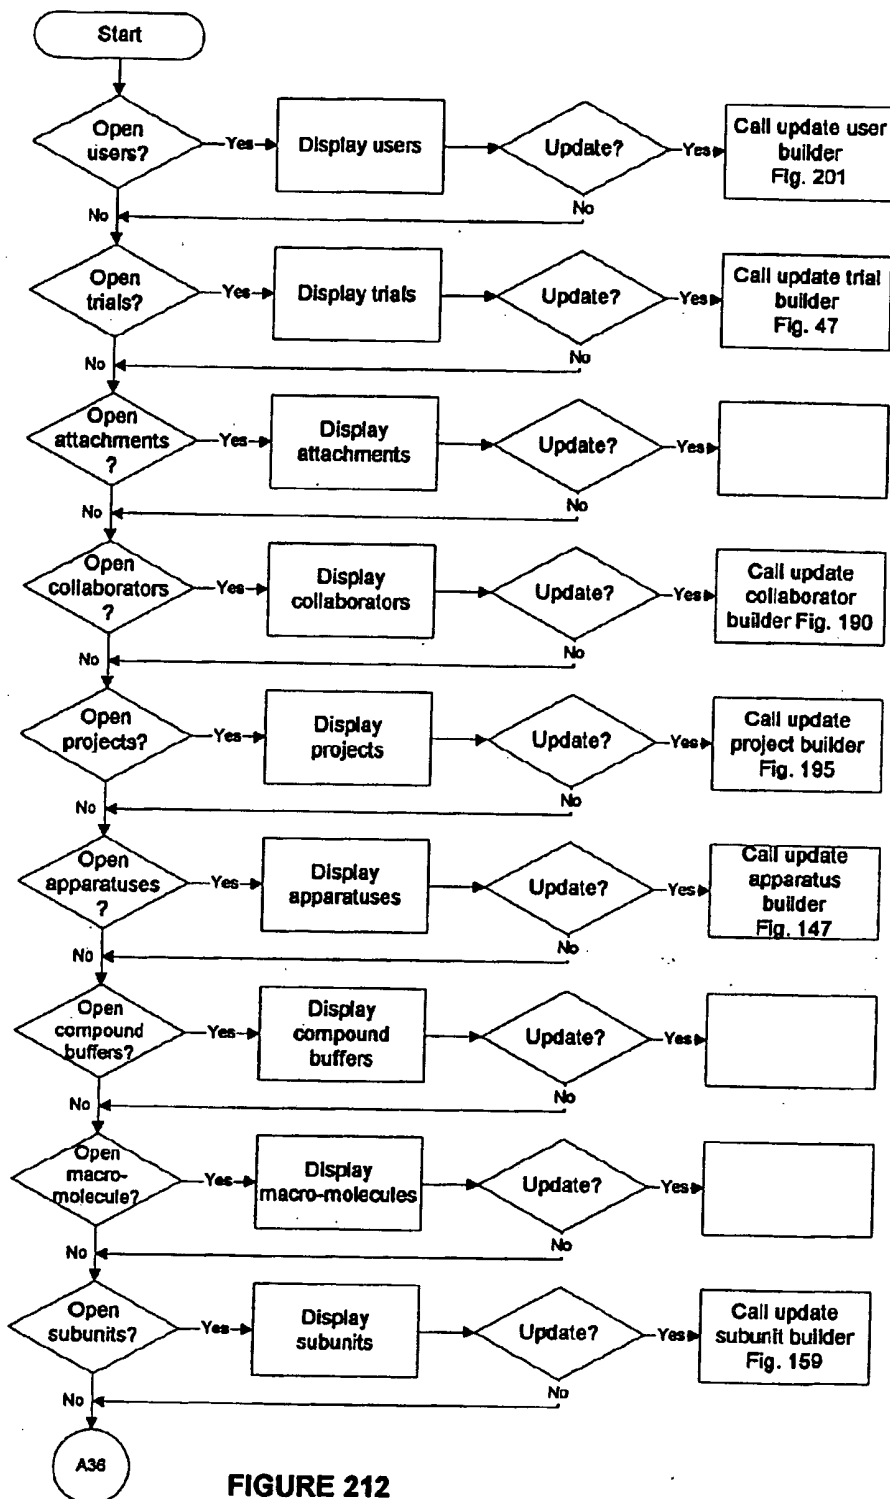 Start
Open
users?
Yes
Display users
Update?
Yes
Call update user
builder
Fig. 201
No
No
Open
trials?
Yes
Display trials
Update?
Yes
Call update trial
builder
Fig. 47
No
No
Open
attachments
?
Yes
Display
attachments
Update?
Yes
No
No
Open
collaborators
?
Yes
Display
collaborators
Update?
Yes
Call update
collaborator
builder Fig. 190
No
No
Open
projects?
Yes
Display
projects
Update?
Yes
Call update
project builder
Fig. 195
No
No
Open
apparatuses
?
Yes
Display
apparatuses
Update?
Yes
Call update
apparatus
builder
Fig. 147
No
No
Open
compound
buffers?
Yes
Display
compound
buffers
Update?
Yes
No
No
Open
macro-
molecule?
Yes
Display
macro-molecules
Update?
Yes
No
No
Open
subunits?
Yes
Display
subunits
Update?
Yes
Call update
subunit builder
Fig. 159
No
No
A36
FIGURE 212